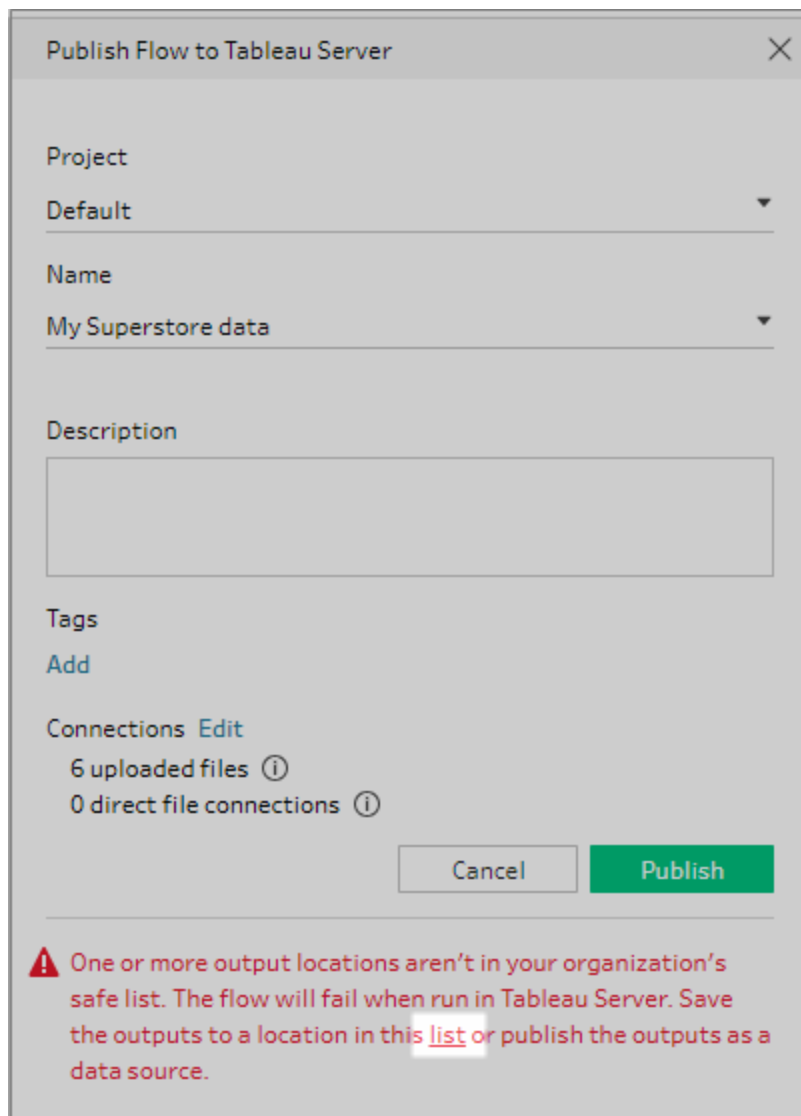 Publish Flow to Tableau Server
Project
Default
Name
My Superstore data
Description
Tags
Add
Connections Edit
6 uploaded files
0 direct file connections
Cancel Publish
One or more output locations aren't in your organization's
safe list. The flow will fail when run in Tableau Server. Save
the outputs to a location in this list or publish the outputs as a
data source.